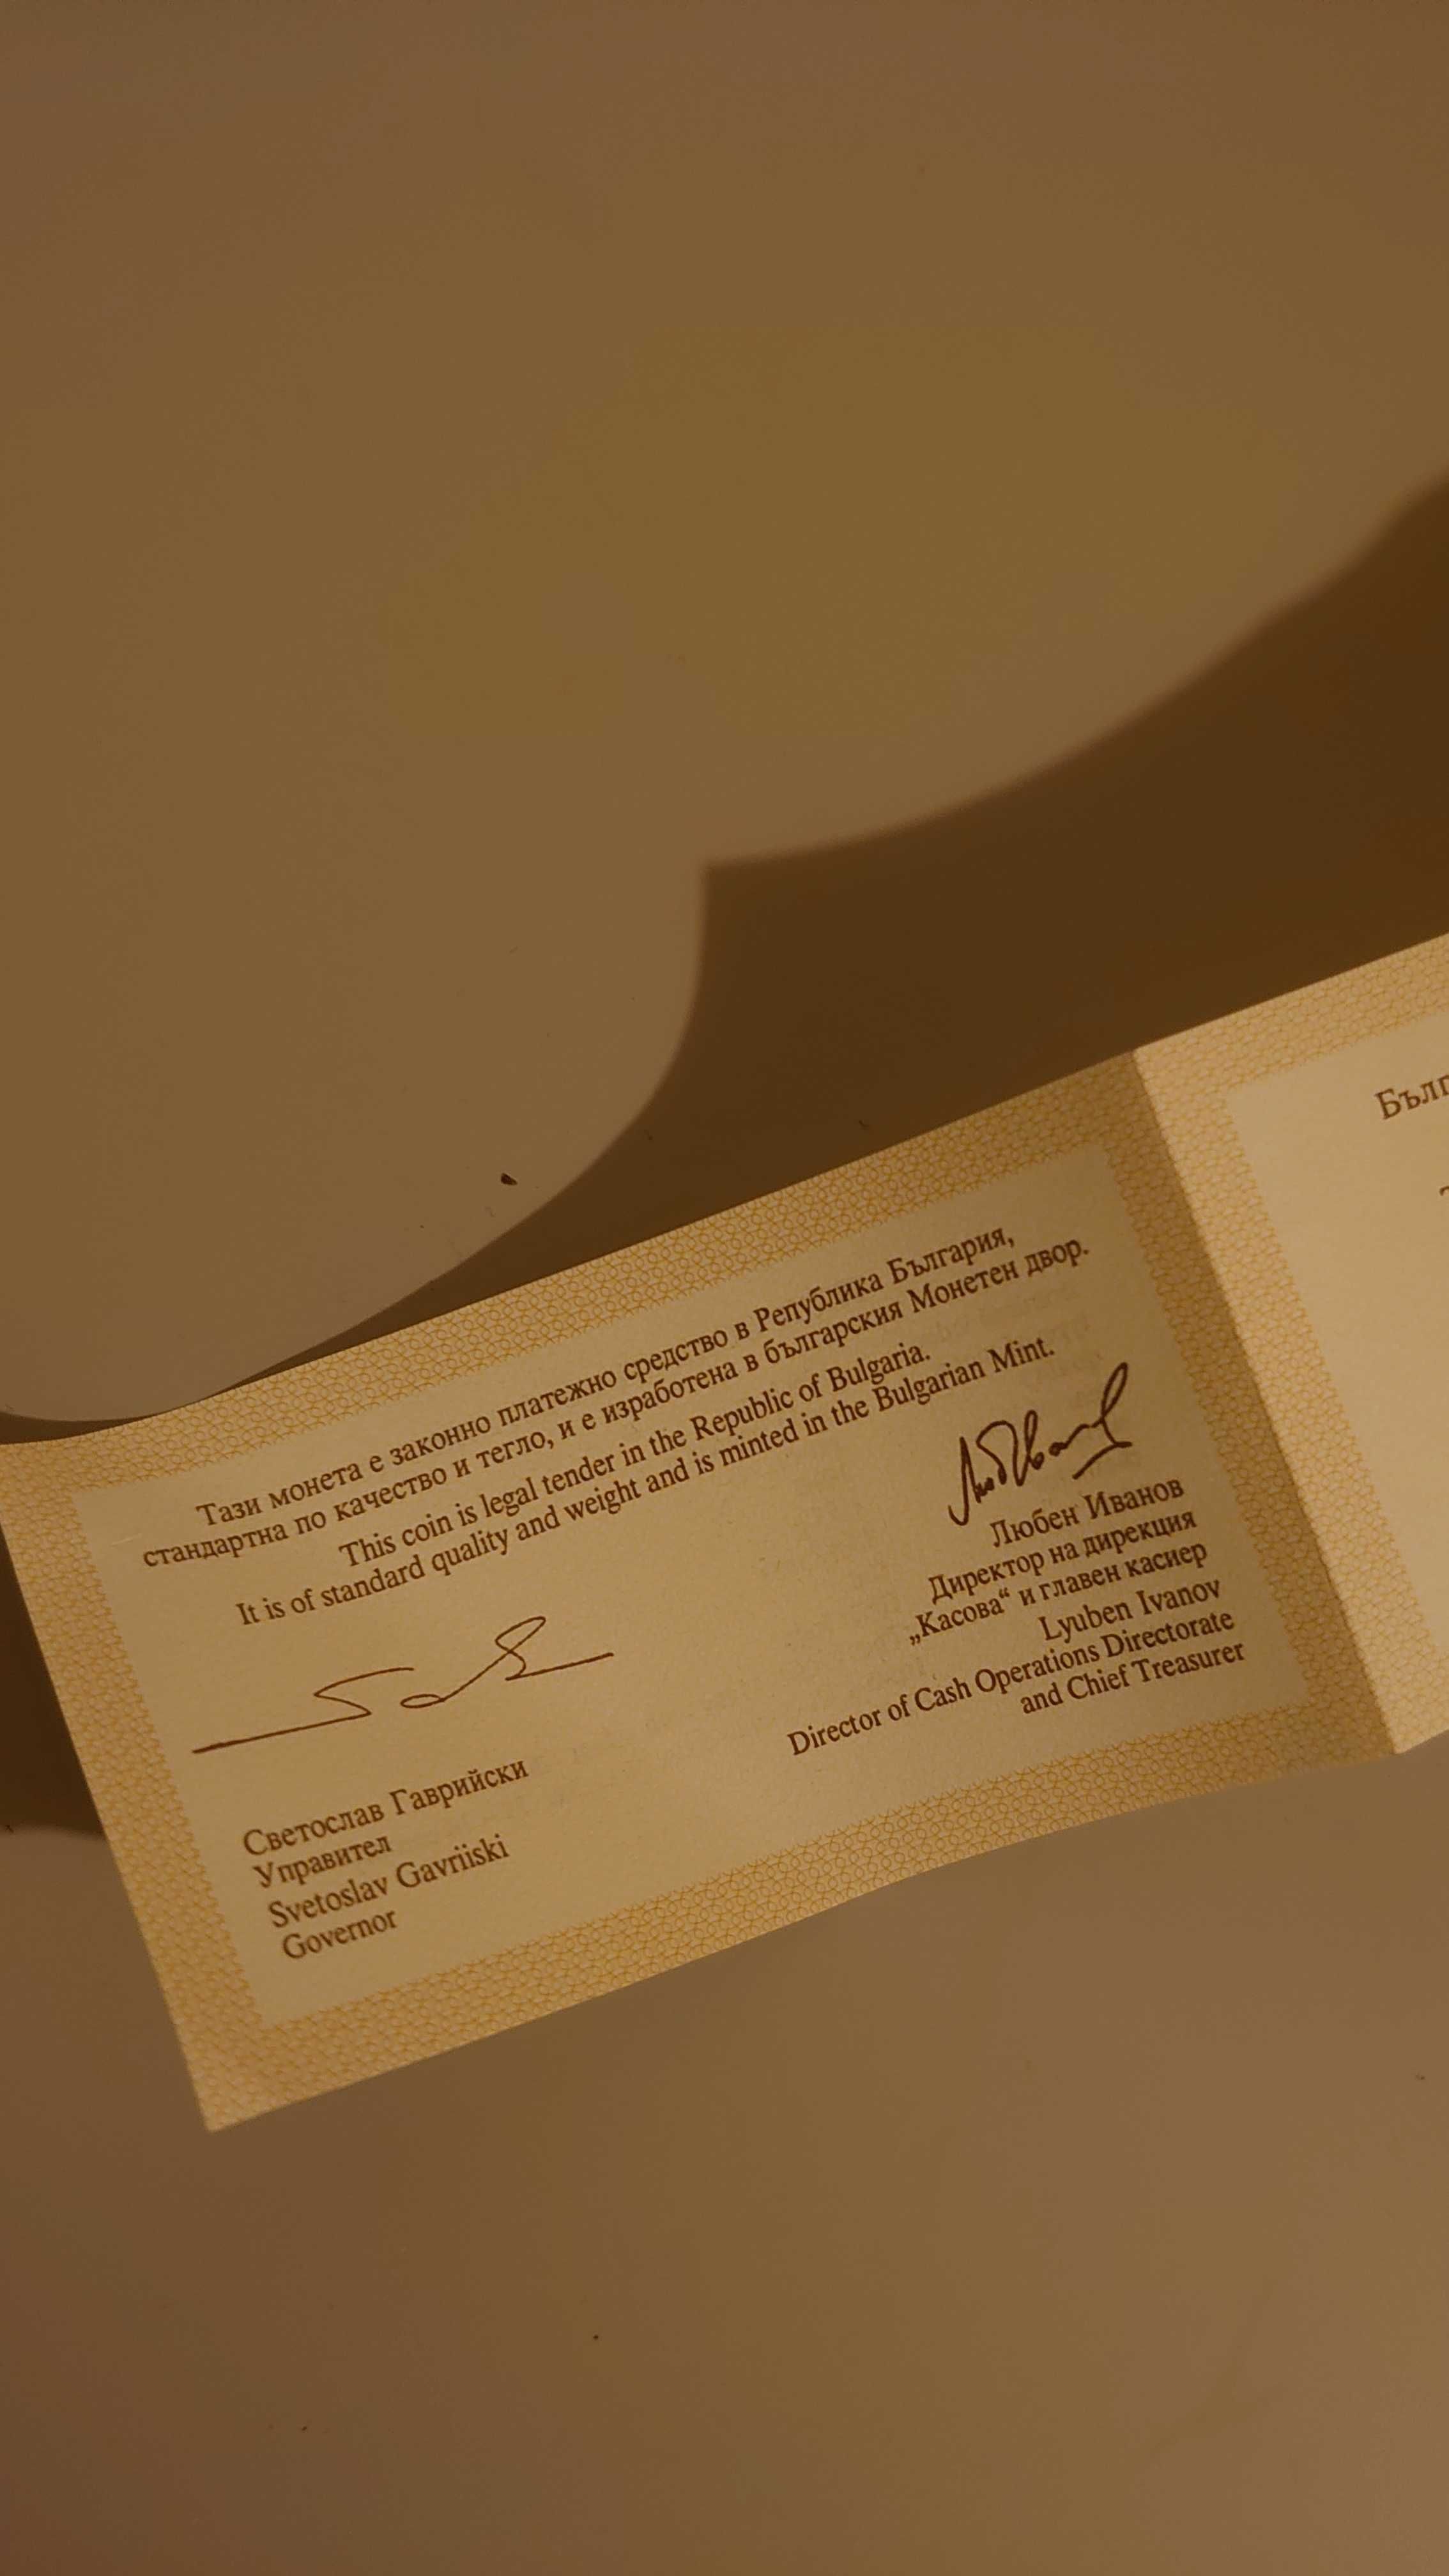 Тази монета е законно платежно средство в Република България,
стандартна по качество и тегло, и е изработена в българския Монетен двор.
This coin is legal tender in the Republic of Bulgaria.
It is of standard quality and weight and is minted in the Bulgarian Mint.
Любен Иванов
Директор на дирекция
„Касова“ и главен касиер
Lyuben Ivanov
Director of Cash Operations Directorate
and Chief Treasurer
Светослав Гаврийски
Управител
Svetoslav Gavriiski
Governor